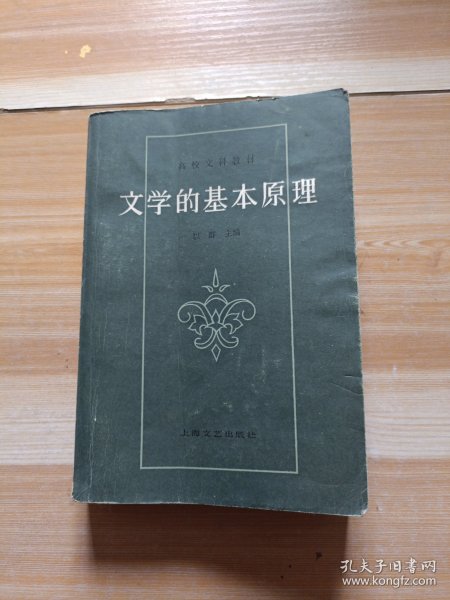 高校文科教材
文学的基本原理
以群 主编
上海文艺出版社
孔夫子旧书网
www.kongfz.com